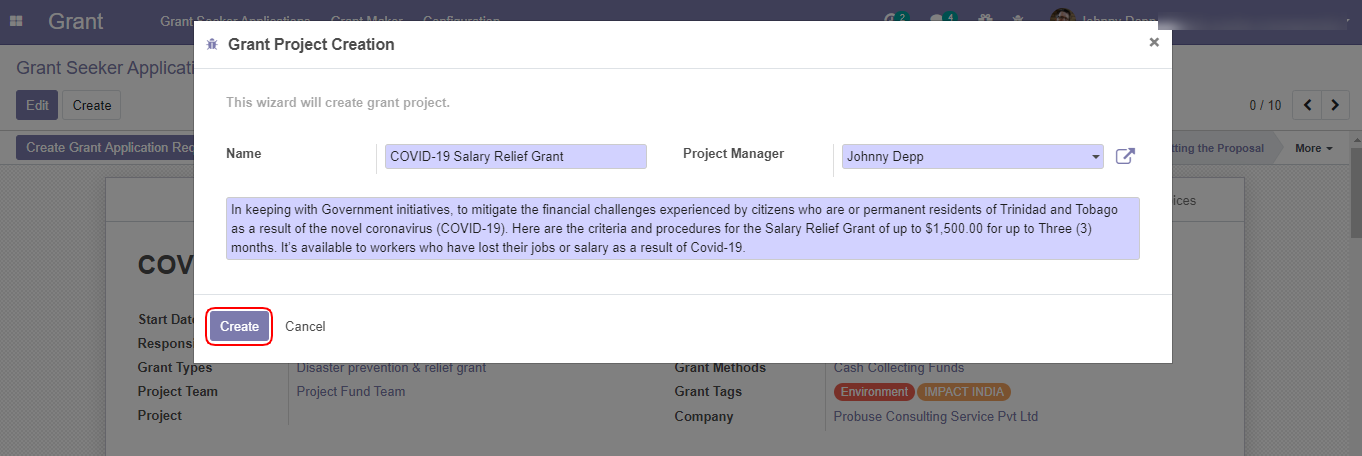 Grant
Grant Seeker Applications Grant Maker Configuration
2 4 Johnny Depp
Grant Project Creation
×
Grant Seeker Applicati
This wizard will create grant project.
Edit Create
0 / 10
Create Grant Application Rec
Name COVID-19 Salary Relief Grant Project Manager Johnny Depp
tting the Proposal More
In keeping with Government initiatives, to mitigate the financial challenges experienced by citizens who are or permanent residents of Trinidad and Tobago
as a result of the novel coronavirus (COVID-19). Here are the criteria and procedures for the Salary Relief Grant of up to $1,500.00 for up to Three (3)
months. It's available to workers who have lost their jobs or salary as a result of Covid-19.
ices
COV
Start Date
Respons
Create Cancel
Grant Types Disaster prevention & relief grant Grant Methods Cash Collecting Funds
Project Team Project Fund Team Grant Tags Environment IMPACT INDIA
Project Company Probuse Consulting Service Pvt Ltd